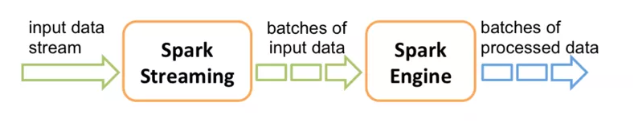 input data
stream
Spark
Streaming
batches of
input data
Spark
Engine
batches of
processed data